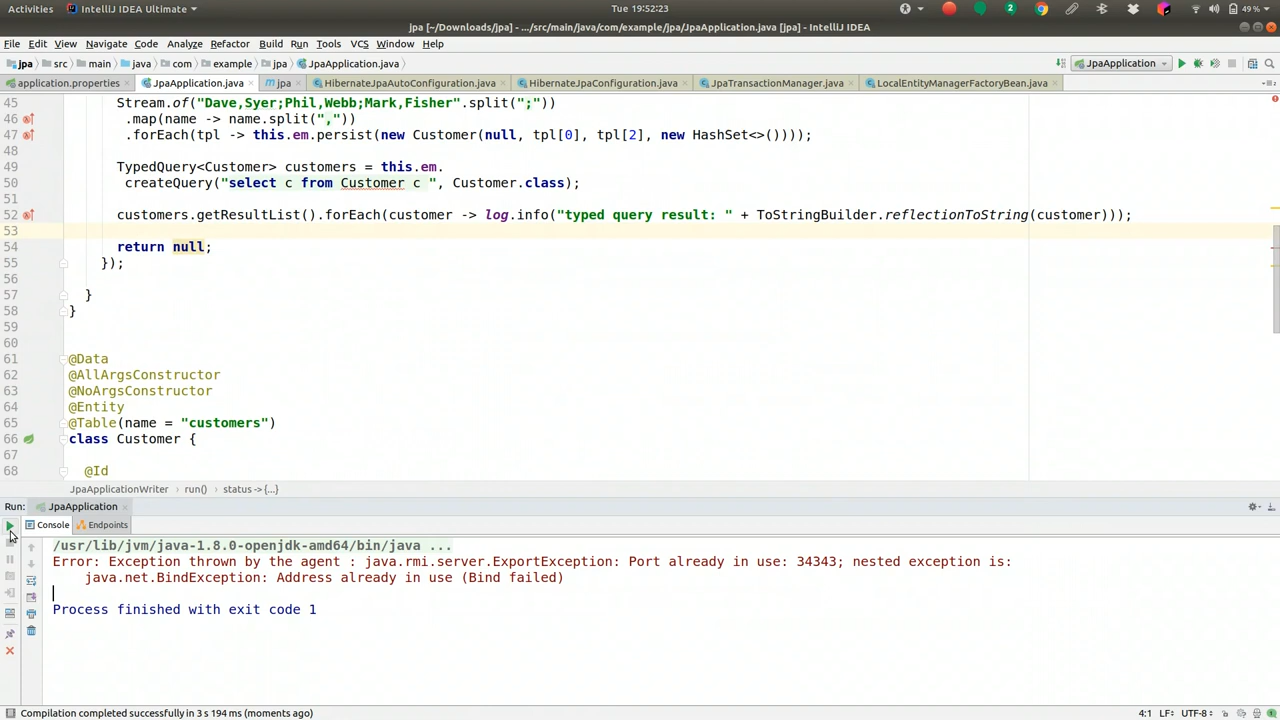 Activities IntelliJ IDEA Ultimate Tue 19:52:23 2 49%
jpa [~/Downloads/jpa] - .../src/main/java/com/example/jpa/JpaApplication.java [jpa] - IntelliJ IDEA
File Edit View Navigate Code Analyze Refactor Build Run Tools VCS Window Help
jpa src main java com example jpa JpaApplication.java JpaApplication
application.properties JpaApplication.java jpa HibernateJpaAutoConfiguration.java HibernateJpaConfiguration.java JpaTransactionManager.java LocalEntityManagerFactoryBean.java
45 Stream.of("Dave,Syer;Phil,Webb;Mark,Fisher".split(";"))
46 .map(name -> name.split(","))
47 .forEach(tpl -> this.em.persist(new Customer(null, tpl[0], tpl[2], new HashSet<>())));
48
49 TypedQuery<Customer> customers = this.em.
50 createQuery("select c from Customer c ", Customer.class);
51
52 customers.getResultList().forEach(customer -> log.info("typed query result: " + ToStringBuilder.reflectionToString(customer)));
53
54 return null;
55 });
56
57 }
58 }
59
60
61 @Data
62 @AllArgsConstructor
63 @NoArgsConstructor
64 @Entity
65 @Table(name = "customers")
66 class Customer {
67
68 @Id
JpaApplicationWriter run() status -> {...}
Run: JpaApplication
Console Endpoints
/usr/lib/jvm/java-1.8.0-openjdk-amd64/bin/java ...
Error: Exception thrown by the agent : java.rmi.server.ExportException: Port already in use: 34343; nested exception is:
java.net.BindException: Address already in use (Bind failed)
Process finished with exit code 1
Compilation completed successfully in 3 s 194 ms (moments ago) 4:1 LF÷ UTF-8÷